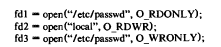 fd1 = open("/etc/passwd", O_RDONLY);
fd2 = open("local", O_RDWR);
fd3 = open("/etc/passwd", O_WRONLY);